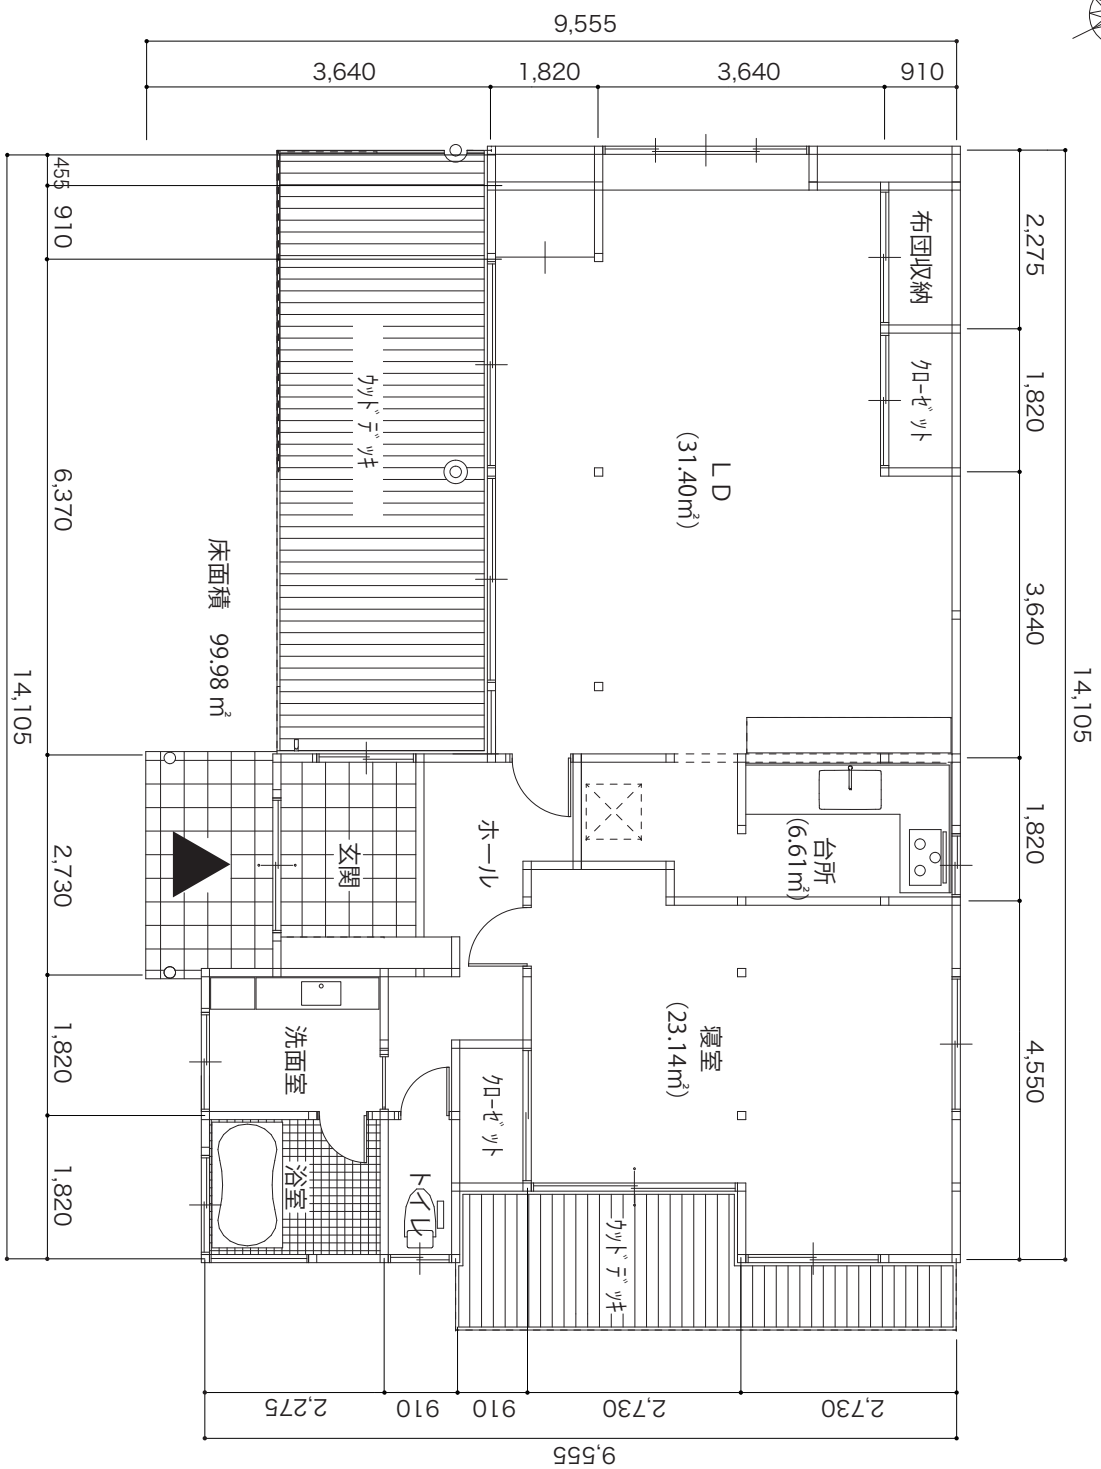 9,555
3,640
1,820
3,640
910
14,105
455
910
6,370
2,730
1,820
1,820
布団収納
クローゼット
2,275
1,820
3,640
1,820
4,550
14,105
ウッドデッキ
LD
(31.40㎡)
床面積 99.98㎡
玄関
ホール
台所
(6.61㎡)
寝室
(23.14㎡)
洗面室
クローゼット
浴室
トイレ
ウッドデッキ
2,275
910
910
2,730
2,730
9,555